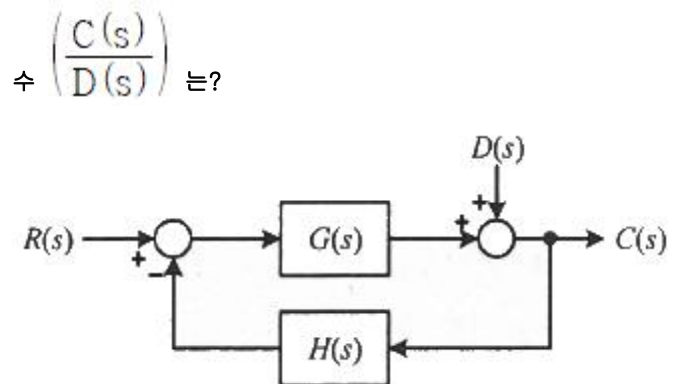 수 (C(s)/D(s)) 는?
D(s)
+
+
R(s)
G(s)
C(s)
+
−
H(s)